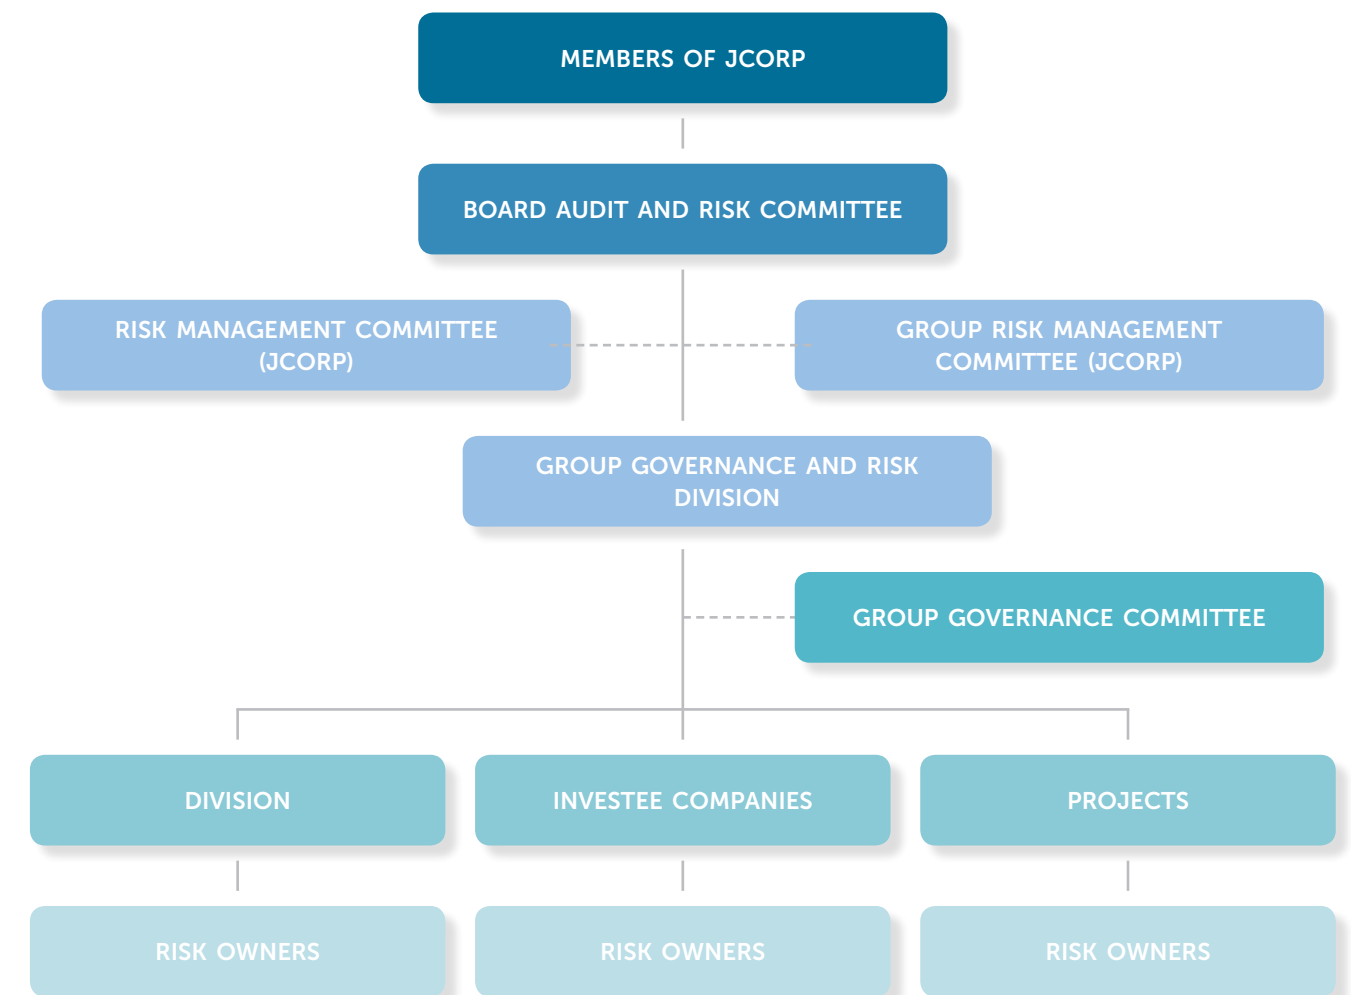 MEMBERS OF JCORP
BOARD AUDIT AND RISK COMMITTEE
RISK MANAGEMENT COMMITTEE
(JCORP)
GROUP RISK MANAGEMENT
COMMITTEE (JCORP)
GROUP GOVERNANCE AND RISK
DIVISION
GROUP GOVERNANCE COMMITTEE
DIVISION
INVESTEE COMPANIES
PROJECTS
RISK OWNERS
RISK OWNERS
RISK OWNERS